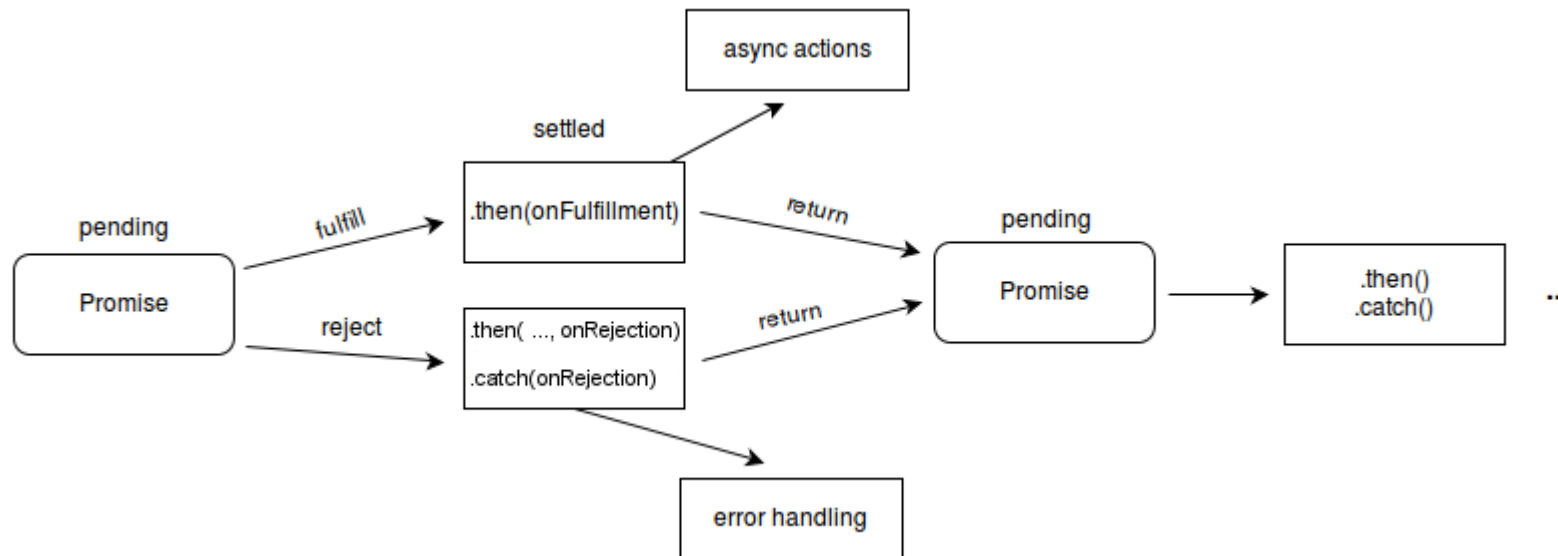 async actions
settled
.then(onFulfillment)
pending
fulfill
return
pending
Promise
Promise
.then()
.catch()
..
reject
.then( ..., onRejection)
return
.catch(onRejection)
error handling